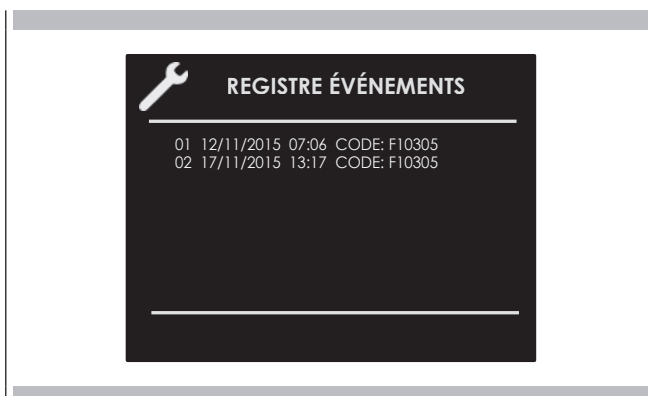 REGISTRE ÉVÉNEMENTS
01 12/11/2015 07:06 CODE: F10305
02 17/11/2015 13:17 CODE: F10305